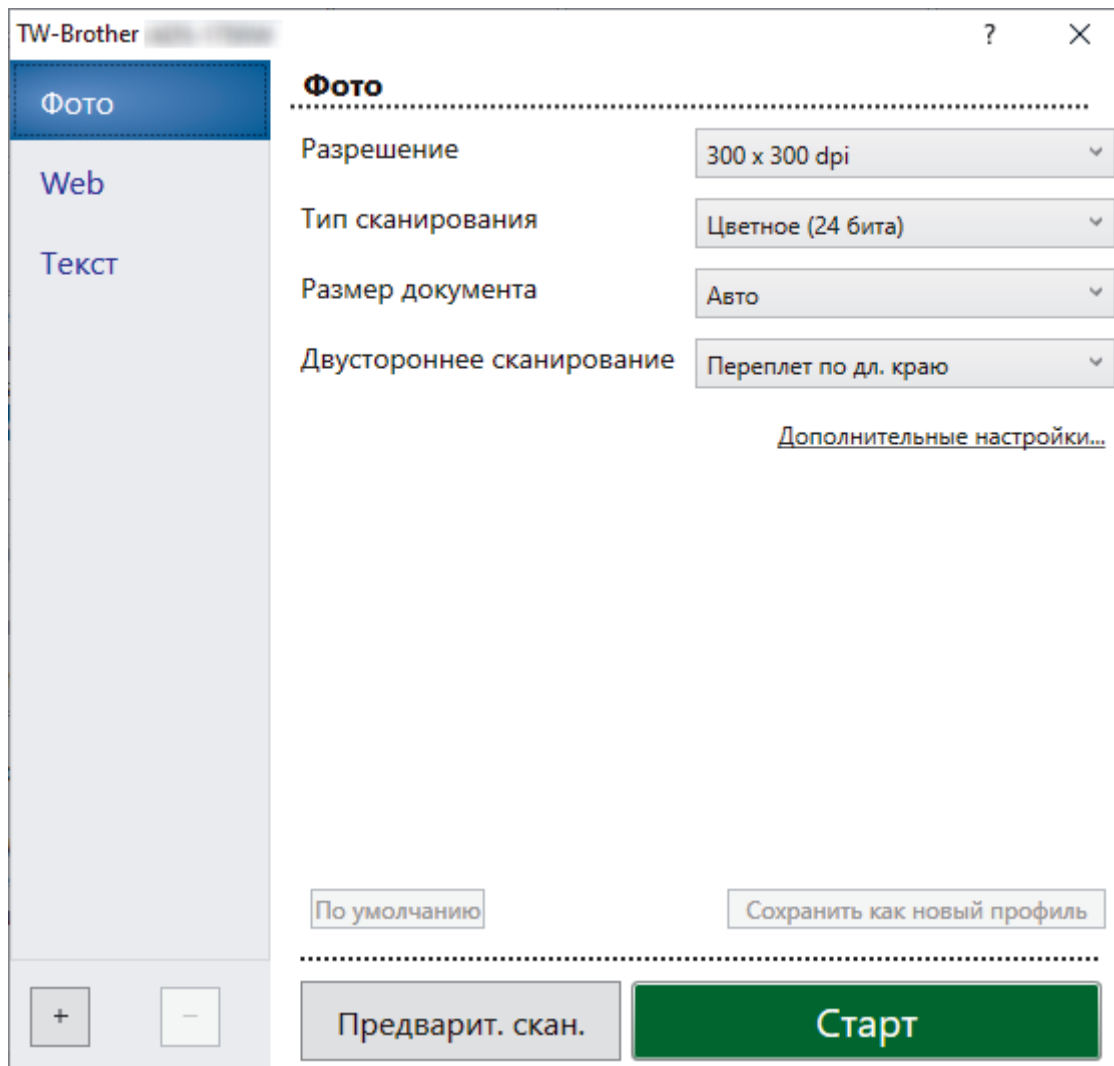 TW-Brother
?
Фото
Web
Текст
Фото
Разрешение
300 x 300 dpi
Тип сканирования
Цветное (24 бита)
Размер документа
Авто
Двустороннее сканирование
Переплет по дл. краю
Дополнительные настройки...
По умолчанию
Сохранить как новый профиль
+
−
Предварит. скан.
Старт